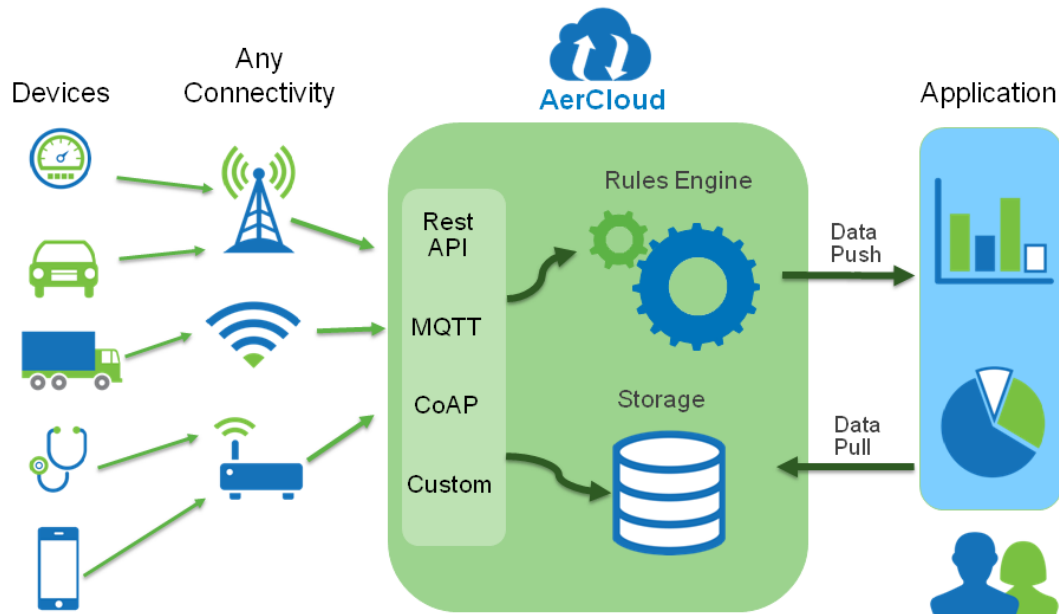 Devices
Any
Connectivity
AerCloud
Application
Rest
API
MQTT
CoAP
Custom
Rules Engine
Storage
Data
Push
Data
Pull